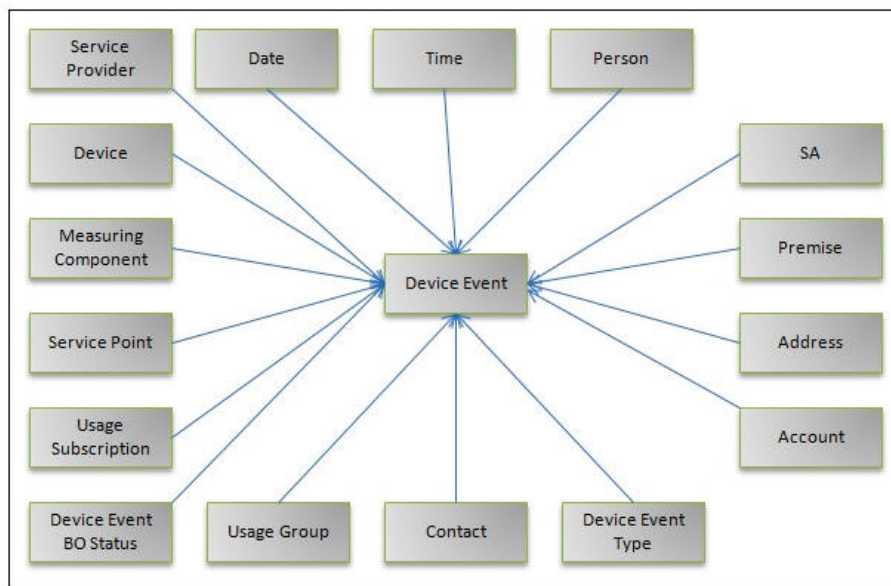 Service
Provider
Date
Time
Person
Device
SA
Measuring
Component
Premise
Device Event
Service Point
Address
Usage
Subscription
Account
Device Event
BO Status
Usage Group
Contact
Device Event
Type